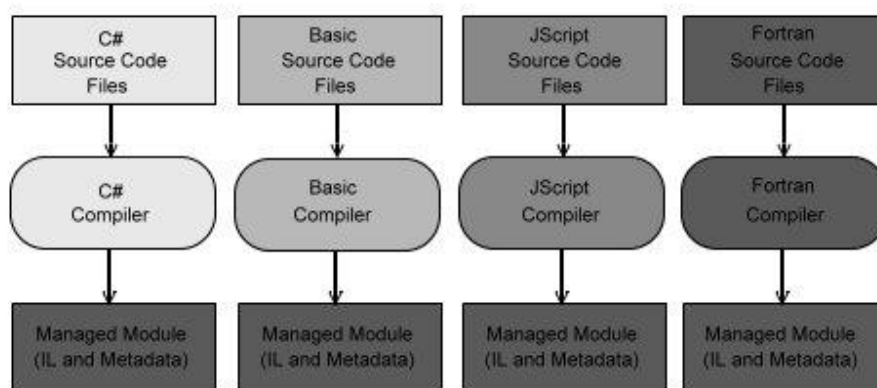 C#
Source Code
Files
Basic
Source Code
Files
JScript
Source Code
Files
Fortran
Source Code
Files
C#
Compiler
Basic
Compiler
JScript
Compiler
Fortran
Compiler
Managed Module
(IL and Metadata)
Managed Module
(IL and Metadata)
Managed Module
(IL and Metadata)
Managed Module
(IL and Metadata)